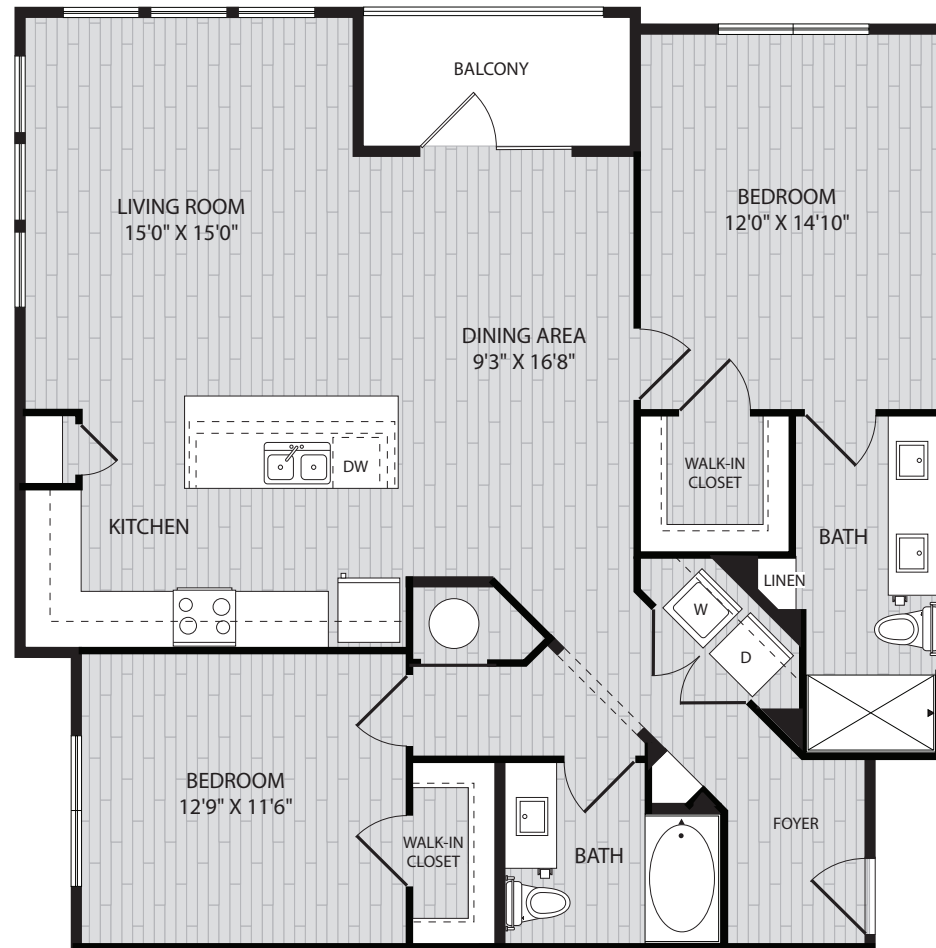 BALCONY
LIVING ROOM
15'0" X 15'0"
BEDROOM
12'0" X 14'10"
DINING AREA
9'3" X 16'8"
DW
WALK-IN
CLOSET
KITCHEN
BATH
LINEN
W
D
BEDROOM
12'9" X 11'6"
WALK-IN
CLOSET
BATH
FOYER